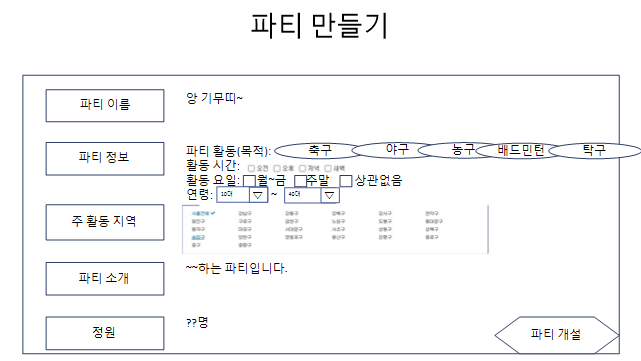 파티 만들기
파티 이름
앙 기무띠~
파티 정보
파티 활동(목적): 축구 야구 농구 배드민턴 탁구
활동 시간: 오전 오후 저녁 새벽
활동 요일: 월~금 주말 상관없음
연령: 10대 ~ 40대
주 활동 지역
서울전체 강남구 강동구 강북구 강서구 관악구
광진구 구로구 금천구 노원구 도봉구 동대문구
동작구 마포구 서대문구 서초구 성동구 성북구
송파구 양천구 영등포구 용산구 은평구 종로구
중구 중랑구
파티 소개
~~하는 파티입니다.
정원
??명
파티 개설